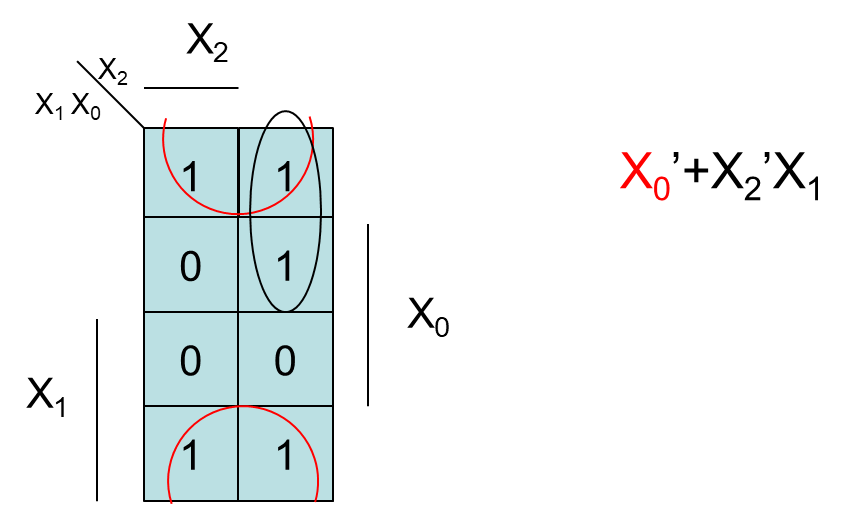 X₂
X₂
X₁ X₀
1 1
0 1
0 0
1 1
X₀
X₁
X₀’+X₂’X₁